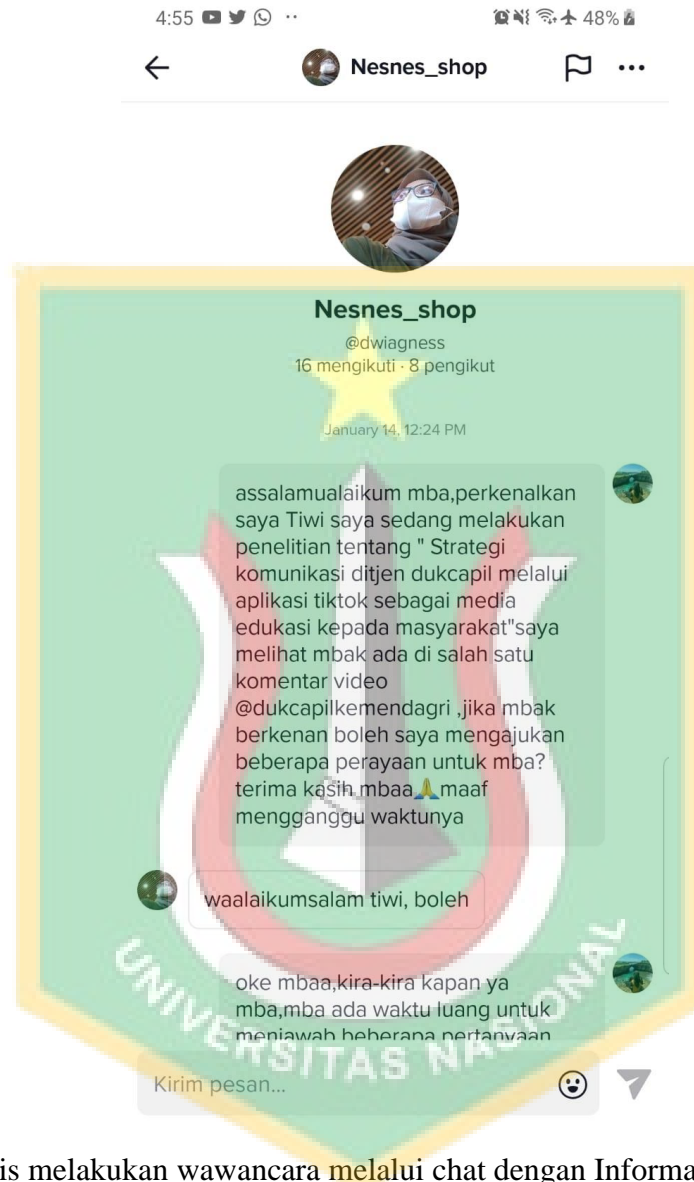 4:55 48%
Nesnes_shop
Nesnes_shop
@dwiagness
16 mengikuti · 8 pengikut
January 14, 12:24 PM
assalamualaikum mba,perkenalkan
saya Tiwi saya sedang melakukan
penelitian tentang " Strategi
komunikasi ditjen dukcapil melalui
aplikasi tiktok sebagai media
edukasi kepada masyarakat"saya
melihat mbak ada di salah satu
komentar video
@dukcapilkemendagri ,jika mbak
berkenan boleh saya mengajukan
beberapa perayaan untuk mba?
terima kasih mbaa🙏maaf
mengganggu waktunya
waalaikumsalam tiwi, boleh
oke mbaa,kira-kira kapan ya
mba,mba ada waktu luang untuk
menjawab beberapa pertanyaan
UNIVERSITAS NASIONAL
Kirim pesan...
is melakukan wawancara melalui chat dengan Informa